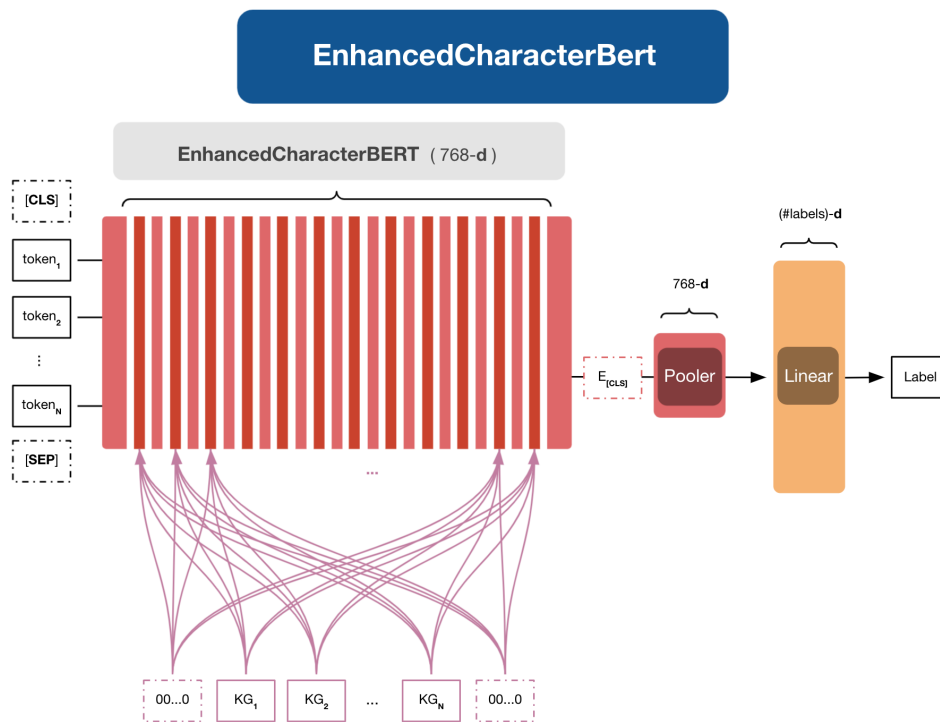 EnhancedCharacterBert
EnhancedCharacterBERT ( 768-d )
[CLS]
token1
token2
⋮
tokenN
[SEP]
...
E[CLS]
768-d
Pooler
(#labels)-d
Linear
Label
00...0
KG1
KG2
...
KGN
00...0